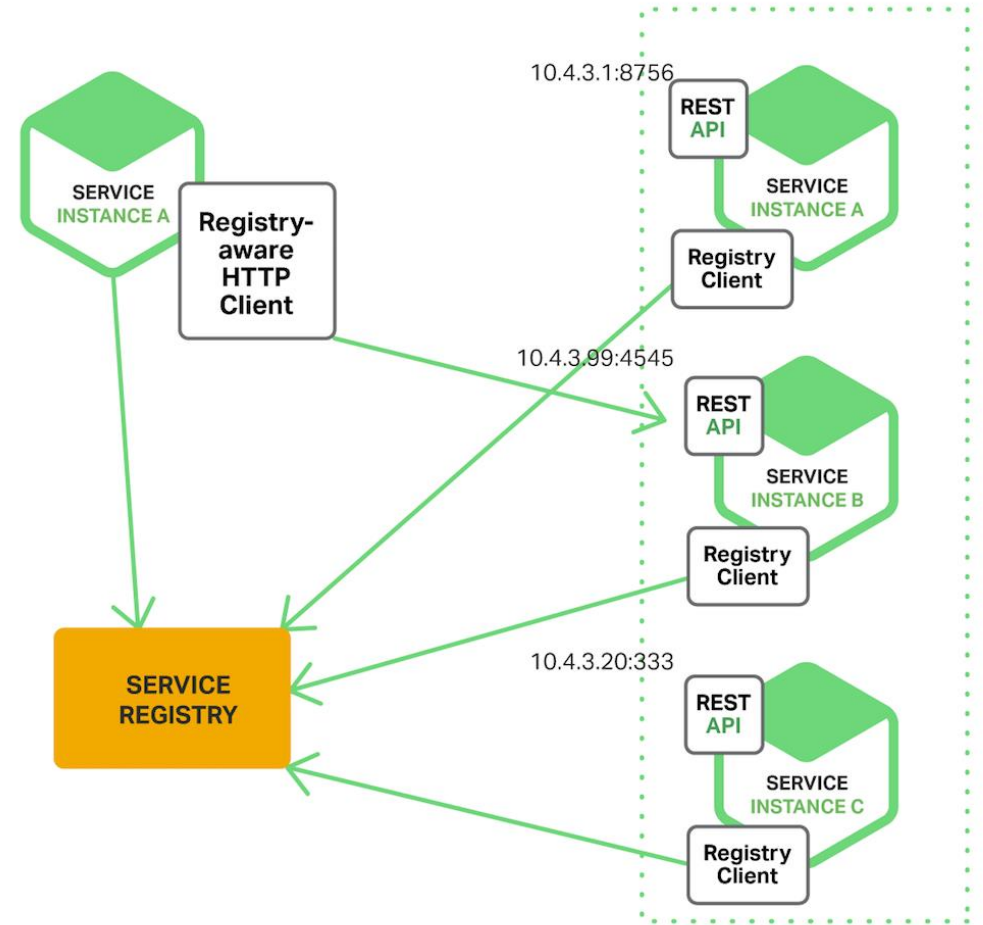 SERVICE
INSTANCE A
Registry-
aware
HTTP
Client
SERVICE
REGISTRY
10.4.3.1:8756
REST
API
SERVICE
INSTANCE A
Registry
Client
10.4.3.99:4545
REST
API
SERVICE
INSTANCE B
Registry
Client
10.4.3.20:333
REST
API
SERVICE
INSTANCE C
Registry
Client